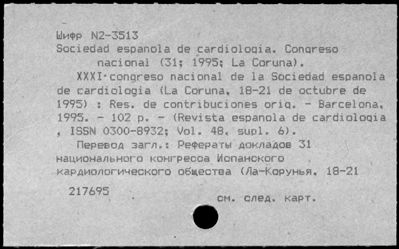 Шифр N2-3513
Sociedad espanola de cardiologia. Congreso
nacional (31; 1995; La Coruna).
XXXI congreso nacional de la Sociedad espanola
de cardiologia (La Coruna, 18-21 de octubre de
1995) : Res. de contribuciones orig. - Barcelona,
1995. - 102 p. - (Revista espanola de cardiologia
, ISSN 0300-8932; Vol. 48, supl. 6).
Перевод загл.: Рефераты докладов 31
национального конгресса Испанского
кардиологического общества (Ла-Корунья, 18-21
217695
см. след. карт.